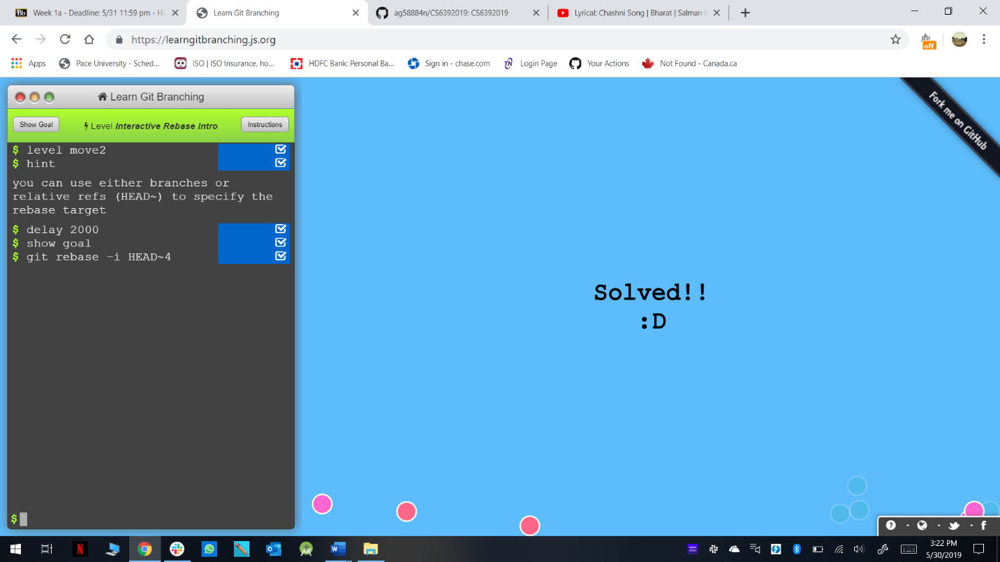 Week 1a - Deadline: 5/31 11:59 pm - Ha
Learn Git Branching
ag58884n/CS6392019: CS6392019
Lyrical: Chashni Song | Bharat | Salman
https://learngitbranching.js.org
off
Apps
Pace University - Sched...
ISO | ISO Insurance, ho...
HDFC Bank: Personal Ba...
Sign in - chase.com
Login Page
Your Actions
Not Found - Canada.ca
Learn Git Branching
Show Goal
Level Interactive Rebase Intro
Instructions
Fork me on GitHub
$ level move2
$ hint
you can use either branches or
relative refs (HEAD~) to specify the
rebase target
$ delay 2000
$ show goal
$ git rebase -i HEAD~4
Solved!!
:D
$
3:22 PM
5/30/2019